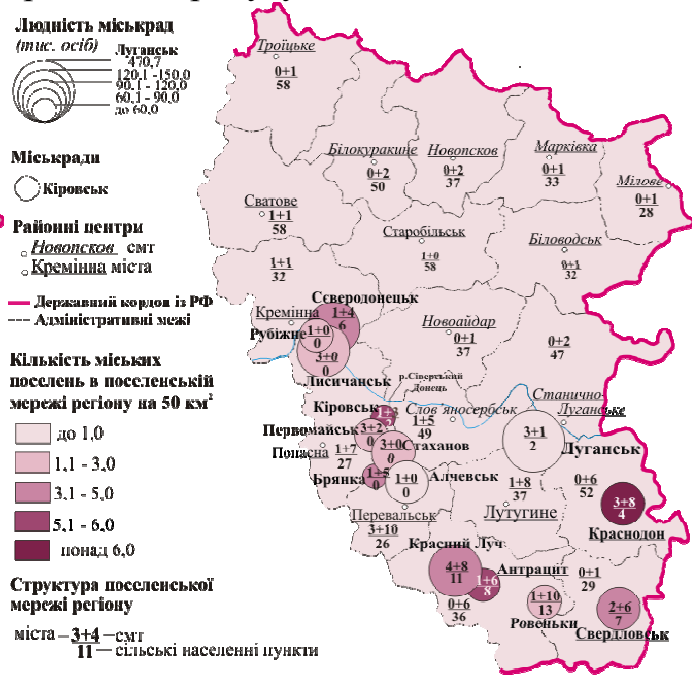 Людність міськрад
(тис. осіб)
Луганськ
470,7
120,1 -150,0
90,1 - 120,0
60,1 - 90,0
до 60,0
Міськради
Кіровськ
Районні центри
Новопсков смт
Кремінна міста
Державний кордон із РФ
Адміністративні межі
Кількість міських
поселень в поселенській
мережі регіону на 50 км²
до 1,0
1,1 - 3,0
3,1 - 5,0
5,1 - 6,0
понад 6,0
Структура поселенської
мережі регіону
міста – 3+4 – смт
11 – сільські населенні пункти
Троїцьке
0+1
58
Білокуракине
0+2
50
Новопсков
0+2
37
Марківка
0+1
33
Мілове
0+1
28
Сватове
1+1
58
Старобільськ
1+0
58
Біловодськ
0+1
32
1+1
32
Сєвєродонецьк
1+4
6
Кремінна
Рубіжне
1+0
0
3+0
0
Лисичанськ
Новоайдар
0+1
37
0+2
47
р.Сіверський
Донець
Станично-
Луганське
Кіровськ
Слов'яносербськ
1+5
49
3+1
2
Луганськ
Первомайськ
3+2
0
3+0
0
Стаханов
Попасна
1+7
27
Брянка
1+5
0
1+0
0
Алчевськ
1+8
37
Лутугине
0+6
52
3+8
4
Краснодон
Перевальськ
3+10
26
Красний Луч
4+8
11
Антрацит
1+6
8
0+6
36
1+10
13
Ровеньки
0+1
29
2+6
7
Свердловськ